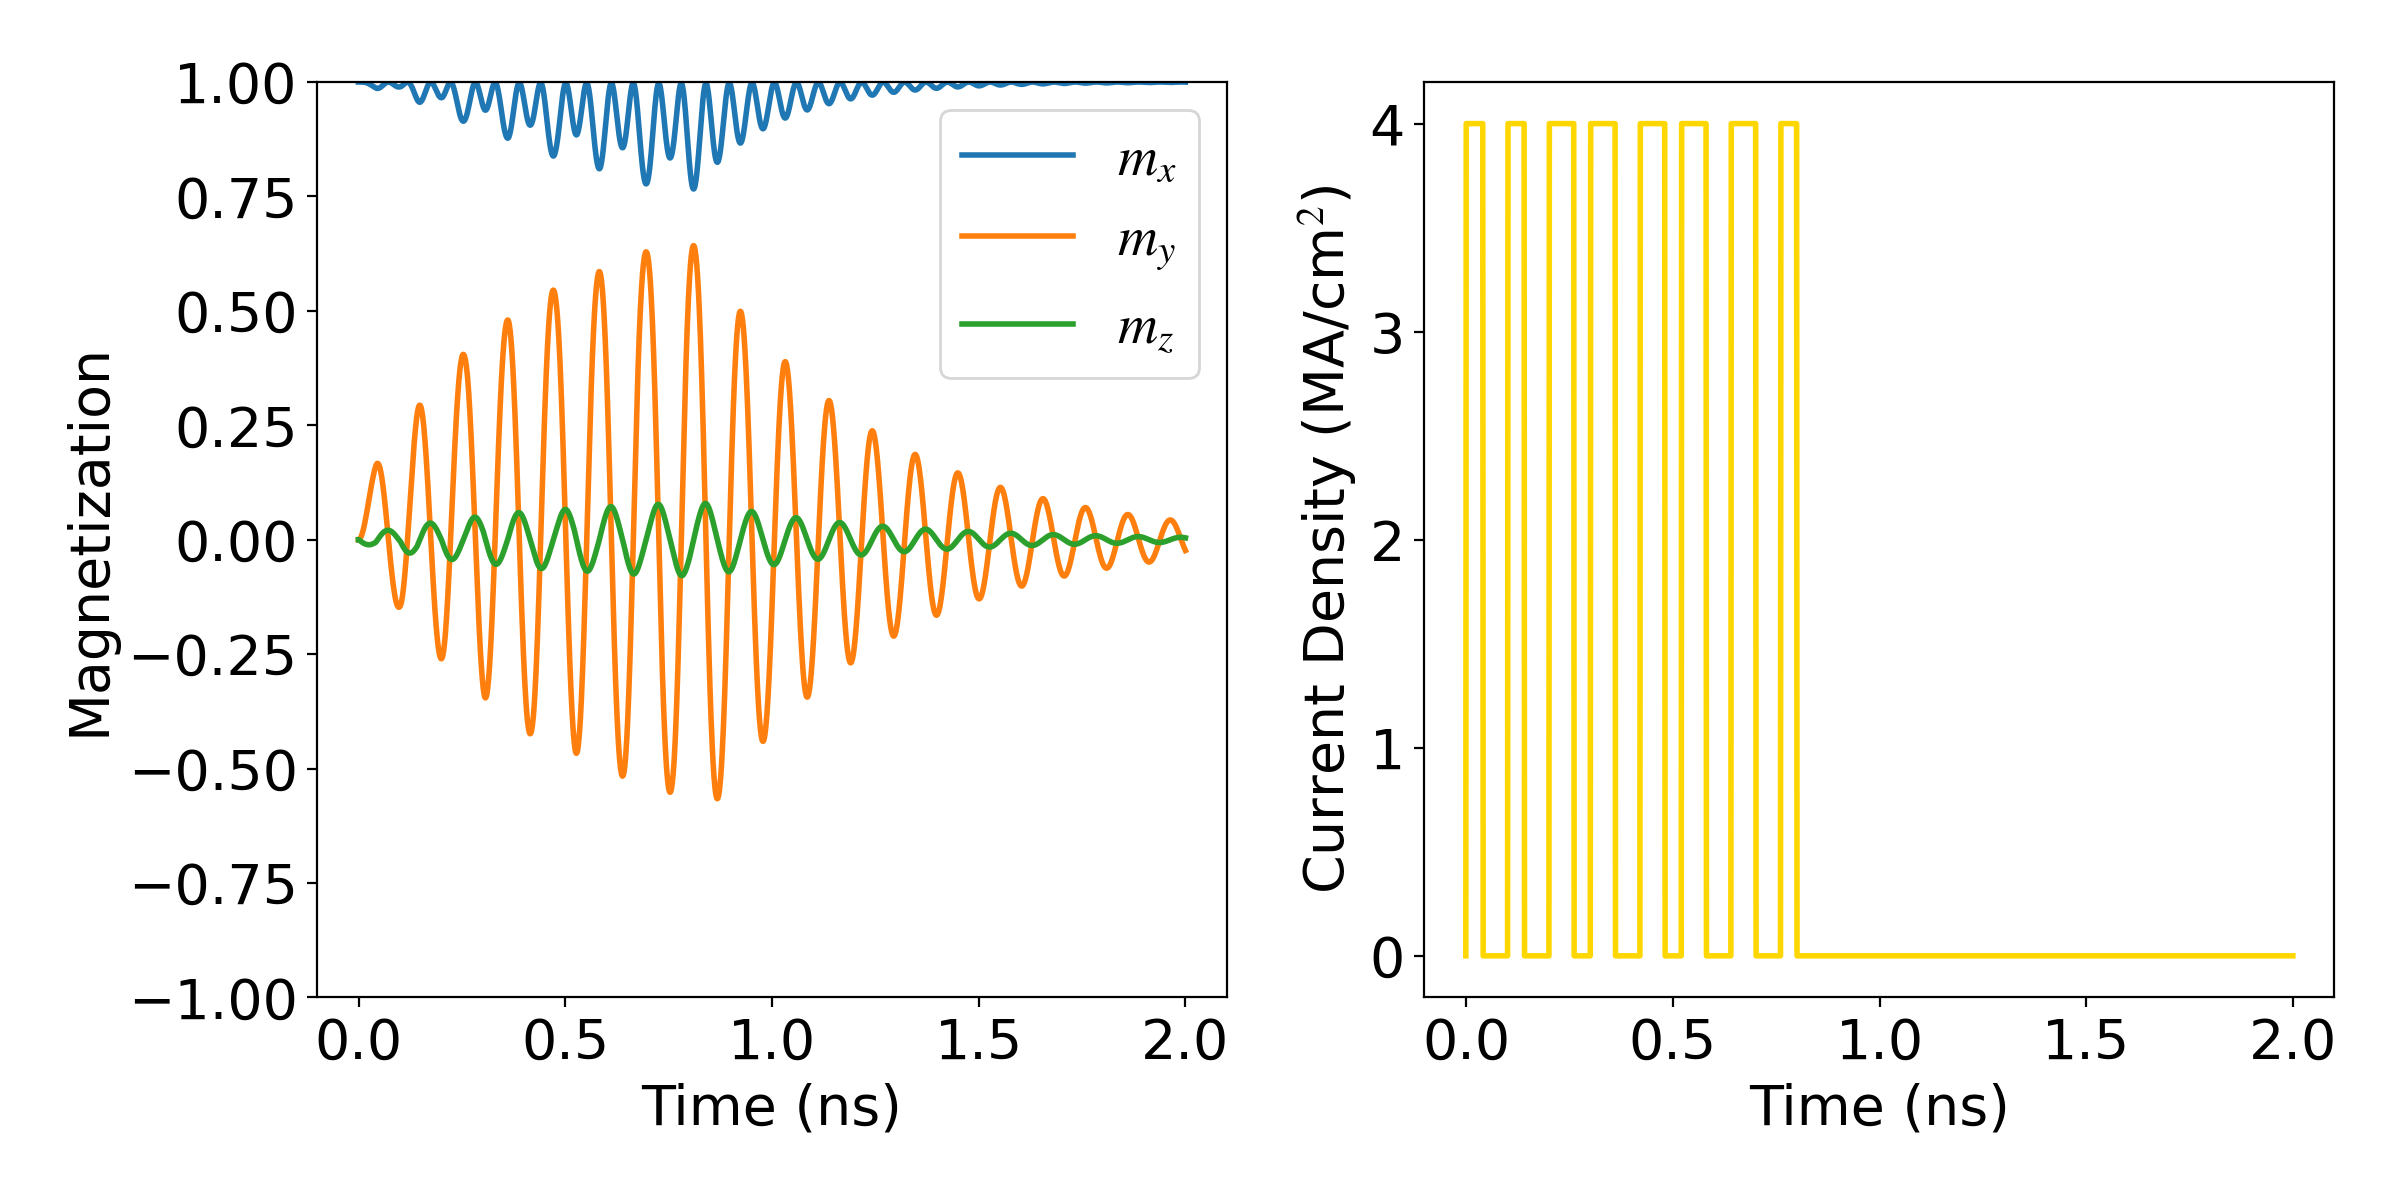 1.00
0.75
0.50
0.25
0.00
−0.25
−0.50
−0.75
−1.00
Magnetization
0.0 0.5 1.0 1.5 2.0
Time (ns)
m_x
m_y
m_z
4
3
2
1
0
Current Density (MA/cm²)
0.0 0.5 1.0 1.5 2.0
Time (ns)